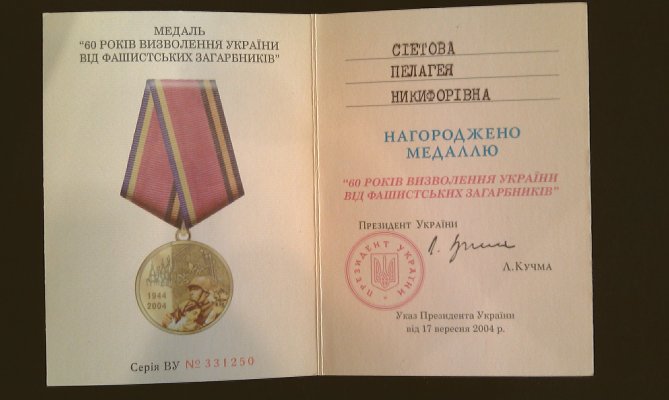 МЕДАЛЬ
“60 РОКІВ ВИЗВОЛЕННЯ УКРАЇНИ
ВІД ФАШИСТСЬКИХ ЗАГАРБНИКІВ”
1944
2004
Серія ВУ № 331250
СІЄТОВА
ПЕЛАГЕЯ
НИКИФОРІВНА
НАГОРОДЖЕНО
МЕДАЛЛЮ
“60 РОКІВ ВИЗВОЛЕННЯ УКРАЇНИ
ВІД ФАШИСТСЬКИХ ЗАГАРБНИКІВ”
Президент України
ПРЕЗИДЕНТ УКРАЇНИ
Л.Кучма
Указ Президента України
від 17 вересня 2004 р.